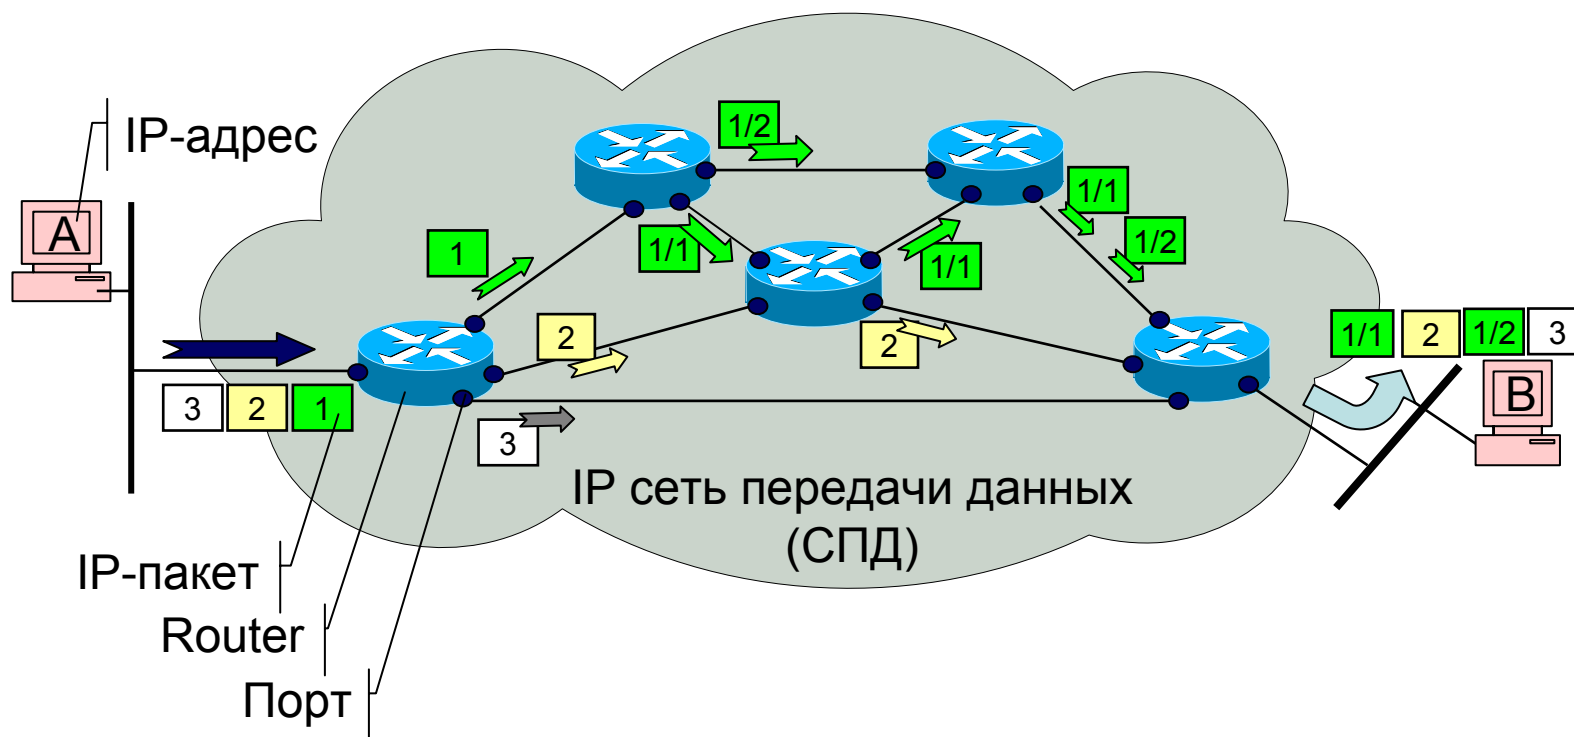 IP-адрес
A
1/2
1/1
1
1/1
1/1
1/2
2
2
1/1 2 1/2 3
3 2 1
3
B
IP сеть передачи данных
(СПД)
IP-пакет
Router
Порт